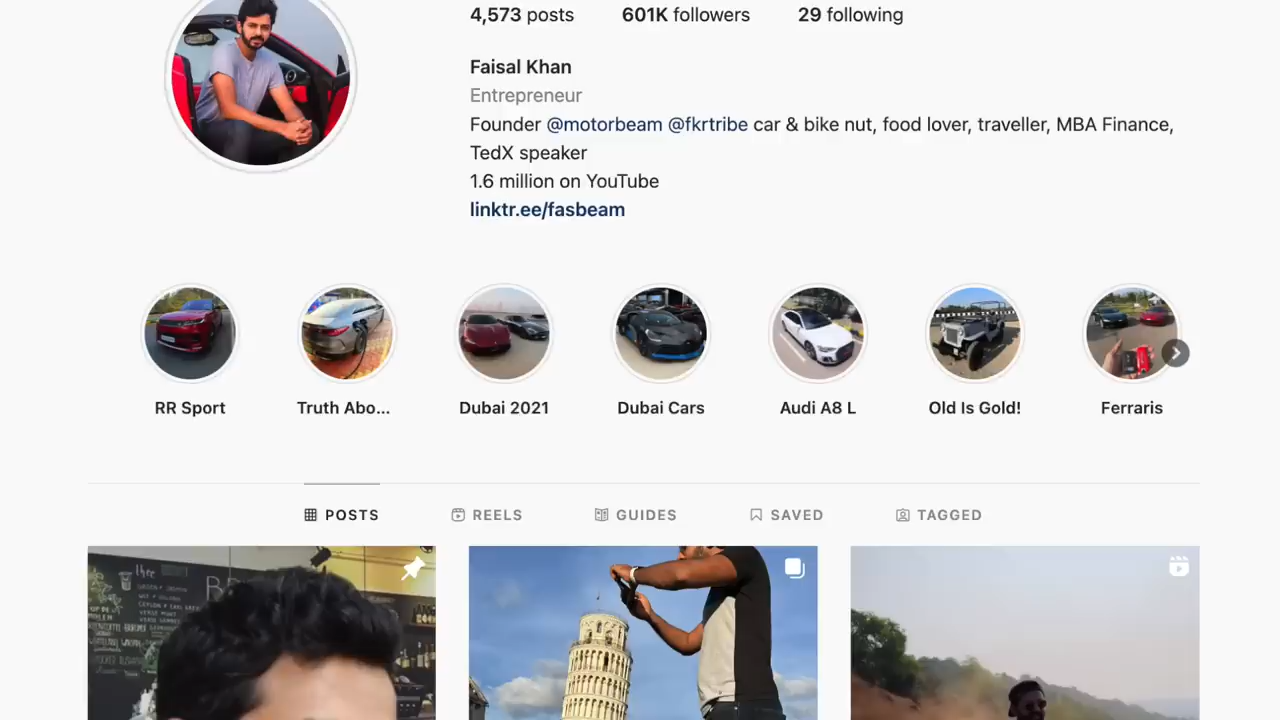 4,573 posts 601K followers 29 following
Faisal Khan
Entrepreneur
Founder @motorbeam @fkrtribe car & bike nut, food lover, traveller, MBA Finance,
TedX speaker
1.6 million on YouTube
linktr.ee/fasbeam
RR Sport Truth Abo... Dubai 2021 Dubai Cars Audi A8 L Old Is Gold! Ferraris
POSTS REELS GUIDES SAVED TAGGED